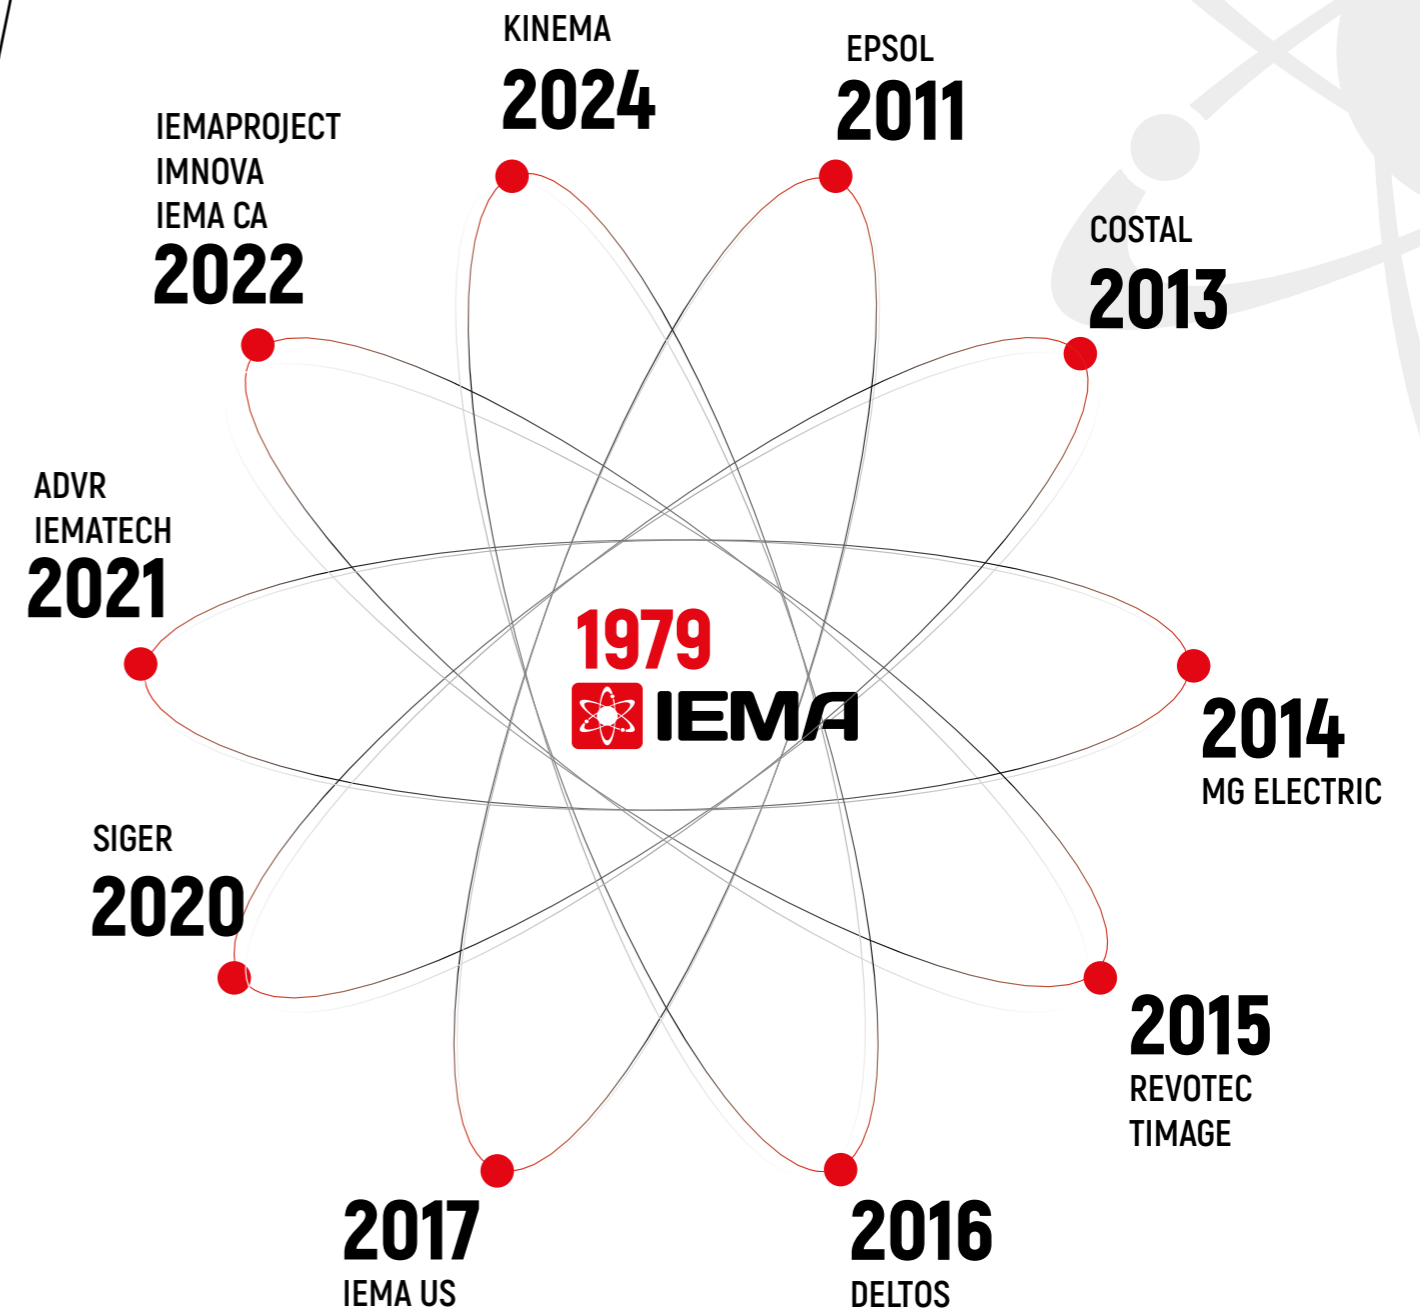 KINEMA
2024
EPSOL
2011
COSTAL
2013
2014
MG ELECTRIC
2015
REVOTEC
TIMAGE
2016
DELTOS
2017
IEMA US
SIGER
2020
ADVR
IEMATECH
2021
IEMAPROJECT
IMNOVA
IEMA CA
2022
1979
IEMA